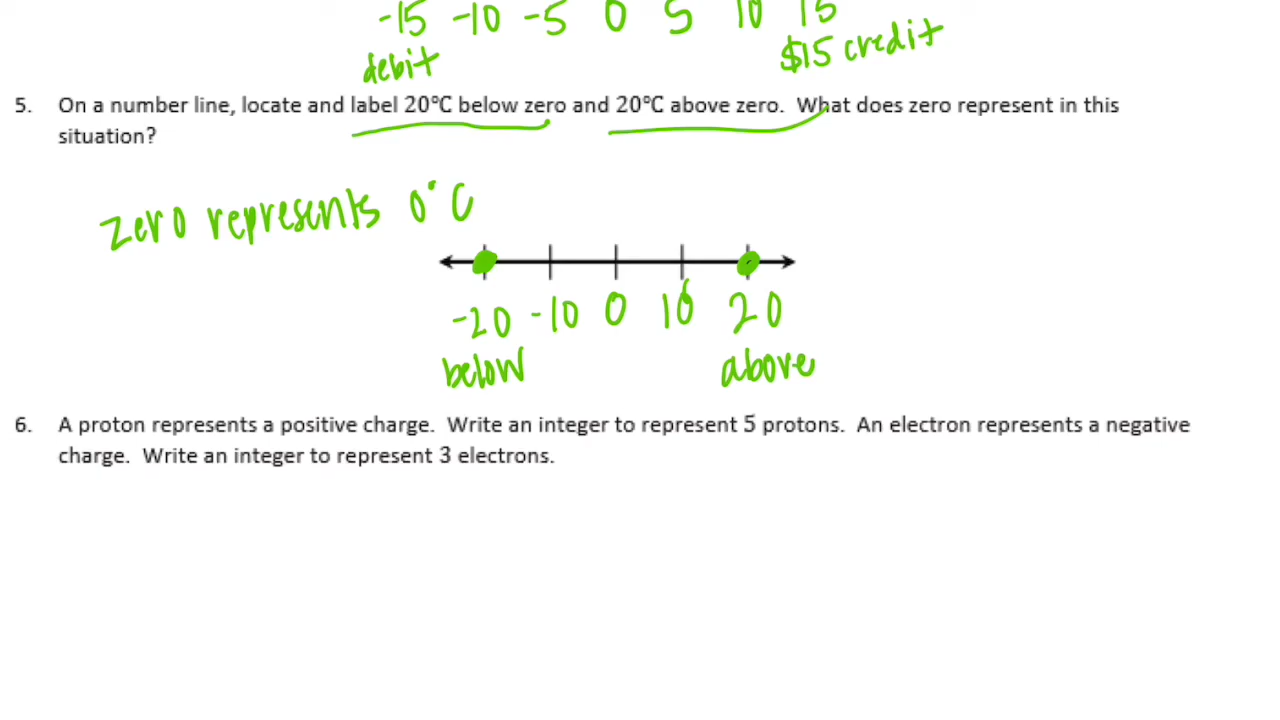 -15 -10 -5 0 5 10 15
debit $15 credit
5. On a number line, locate and label 20°C below zero and 20°C above zero. What does zero represent in this
situation?
zero represents 0°C
-20 -10 0 10 20
below above
6. A proton represents a positive charge. Write an integer to represent 5 protons. An electron represents a negative
charge. Write an integer to represent 3 electrons.